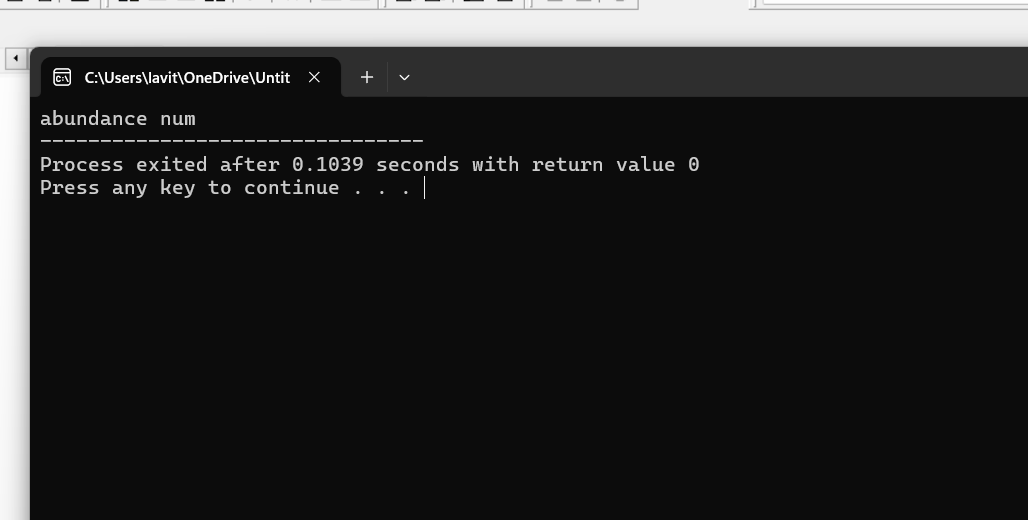 C:\Users\lavit\OneDrive\Untit
abundance num
--------------------------------
Process exited after 0.1039 seconds with return value 0
Press any key to continue . . .